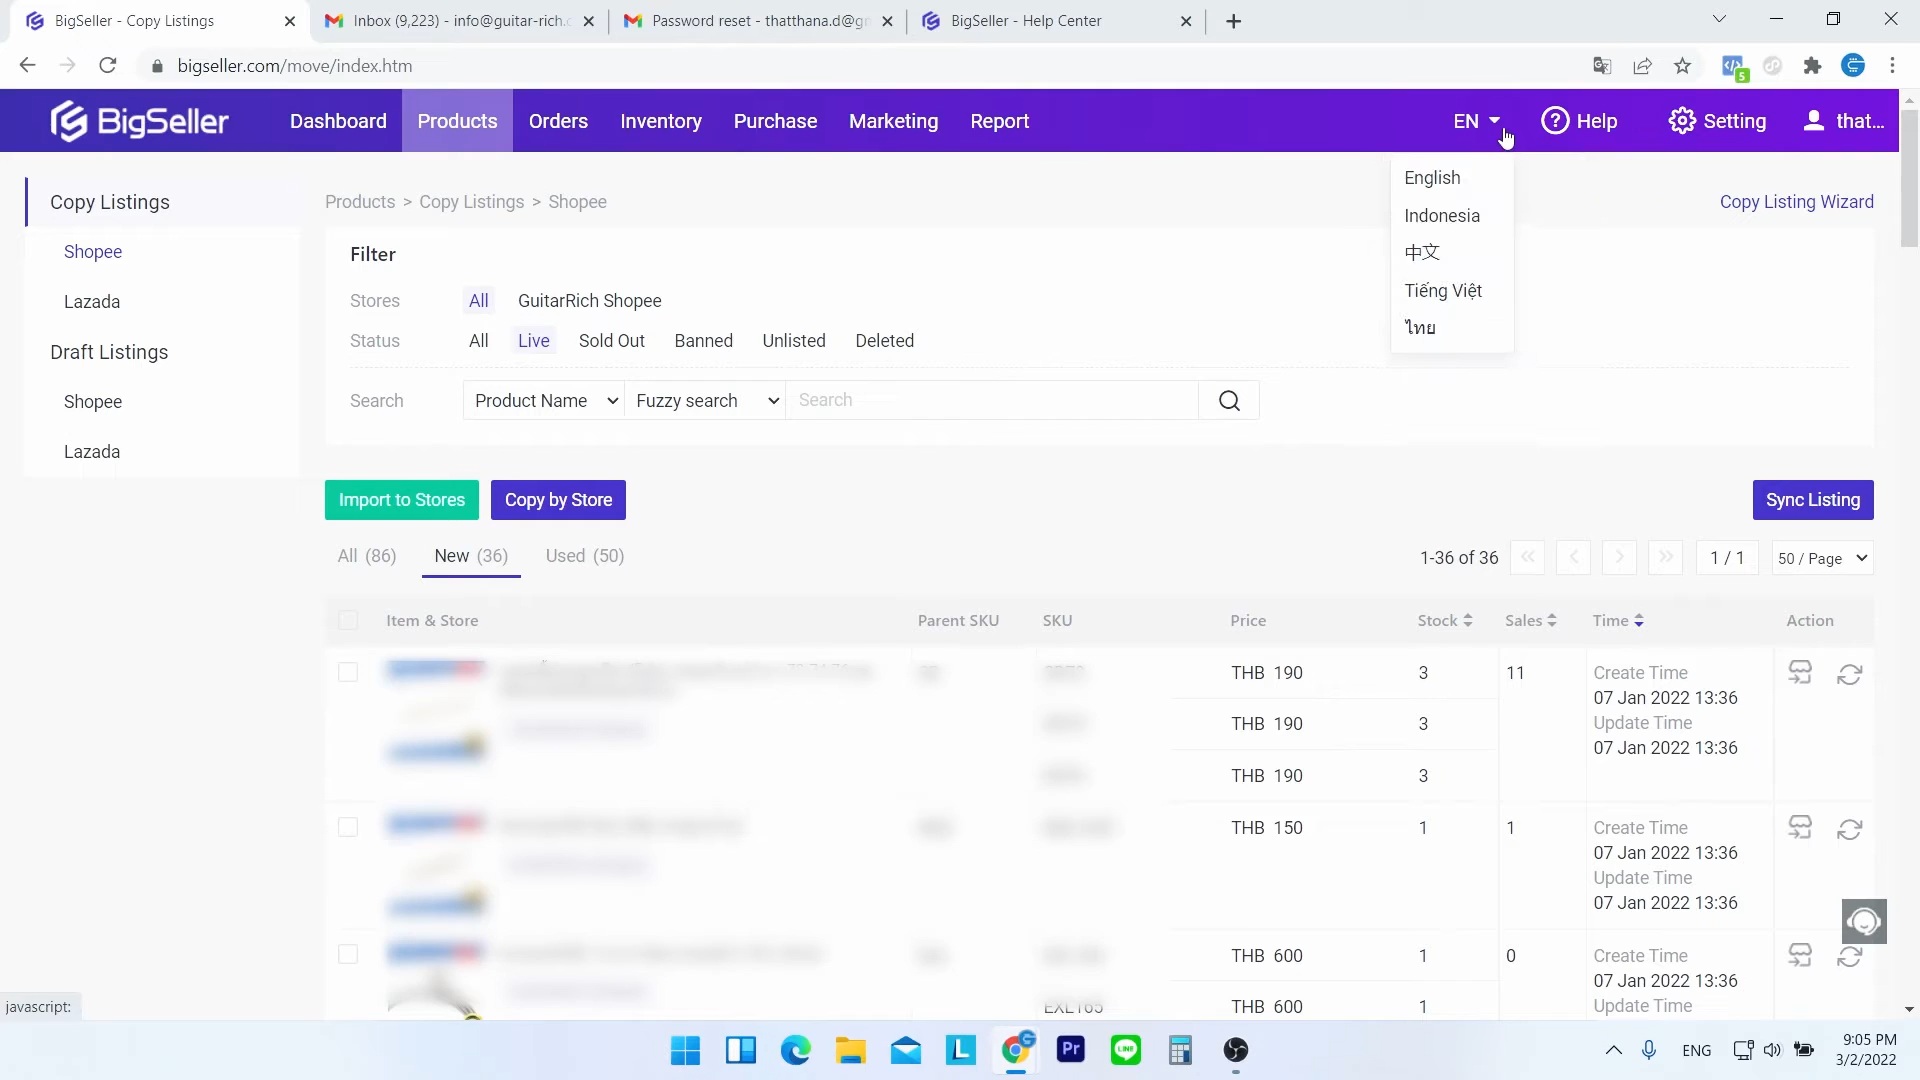 BigSeller - Copy Listings
Inbox (9,223) - info@guitar-rich.c
Password reset - thatthana.d@gm
BigSeller - Help Center
bigseller.com/move/index.htm
5
BigSeller
Dashboard
Products
Orders
Inventory
Purchase
Marketing
Report
EN
Help
Setting
that...
English
Indonesia
中文
Tiếng Việt
ไทย
Copy Listings
Shopee
Lazada
Draft Listings
Shopee
Lazada
Products > Copy Listings > Shopee
Copy Listing Wizard
Filter
Stores All GuitarRich Shopee
Status All Live Sold Out Banned Unlisted Deleted
Search Product Name Fuzzy search Search
Import to Stores
Copy by Store
Sync Listing
All (86) New (36) Used (50)
1-36 of 36
1 / 1
50 / Page
Item & Store Parent SKU SKU Price Stock Sales Time Action
THB 190 3 11 Create Time
07 Jan 2022 13:36
THB 190 3 Update Time
07 Jan 2022 13:36
THB 190 3
THB 150 1 1 Create Time
07 Jan 2022 13:36
Update Time
07 Jan 2022 13:36
THB 600 1 0 Create Time
07 Jan 2022 13:36
EXL165 THB 600 1 Update Time
javascript:
L
Pr
LINE
ENG
9:05 PM
3/2/2022